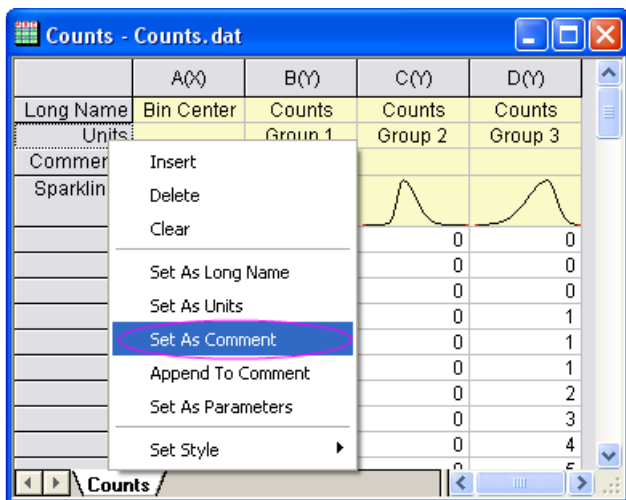 Counts - Counts.dat
A(X) B(Y) C(Y) D(Y)
Long Name Bin Center Counts Counts Counts
Units Group 1 Group 2 Group 3
Commen
Sparklin
Insert
Delete
Clear
Set As Long Name
Set As Units
Set As Comment
Append To Comment
Set As Parameters
Set Style
0 0
0 0
0 0
0 1
0 1
0 1
0 2
0 3
0 4
Counts